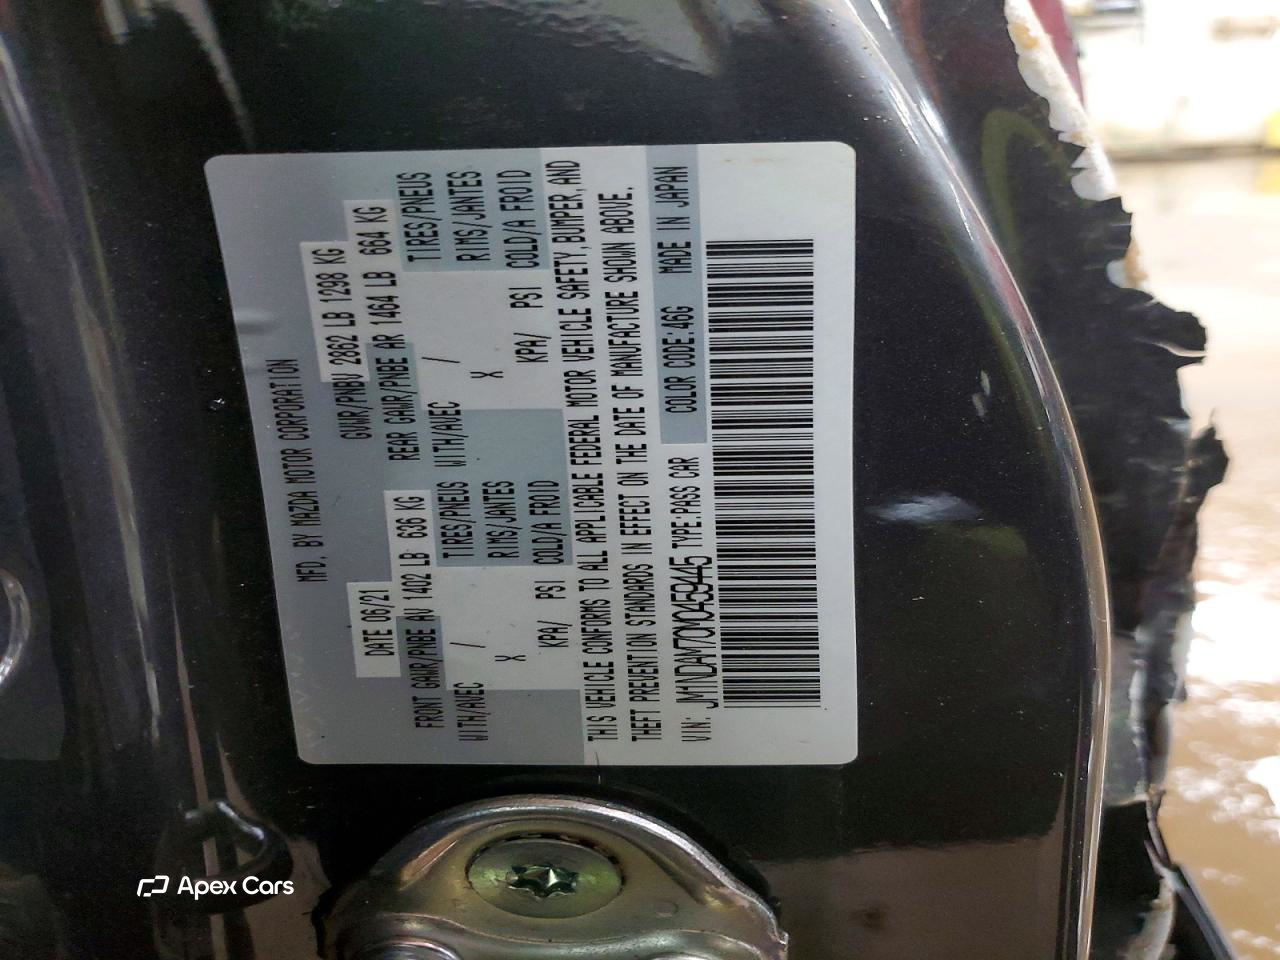 MFD. BY MAZDA MOTOR CORPORATION
DATE 06/21
GVWR/PNBV 2862 LB 1298 KG
FRONT GAWR/PNBE AV 1402 LB 636 KG
REAR GAWR/PNBE AR 1464 LB 664 KG
WITH/AVEC / TIRES/PNEUS
X RIMS/JANTES
KPA/ PSI COLD/A FROID
WITH/AVEC / TIRES/PNEUS
X RIMS/JANTES
KPA/ PSI COLD/A FROID
THIS VEHICLE CONFORMS TO ALL APPLICABLE FEDERAL MOTOR VEHICLE SAFETY, BUMPER, AND
THEFT PREVENTION STANDARDS IN EFFECT ON THE DATE OF MANUFACTURE SHOWN ABOVE.
VIN: JM1NDAM70M0459445 TYPE:PASS CAR COLOR CODE:46G MADE IN JAPAN
Apex Cars